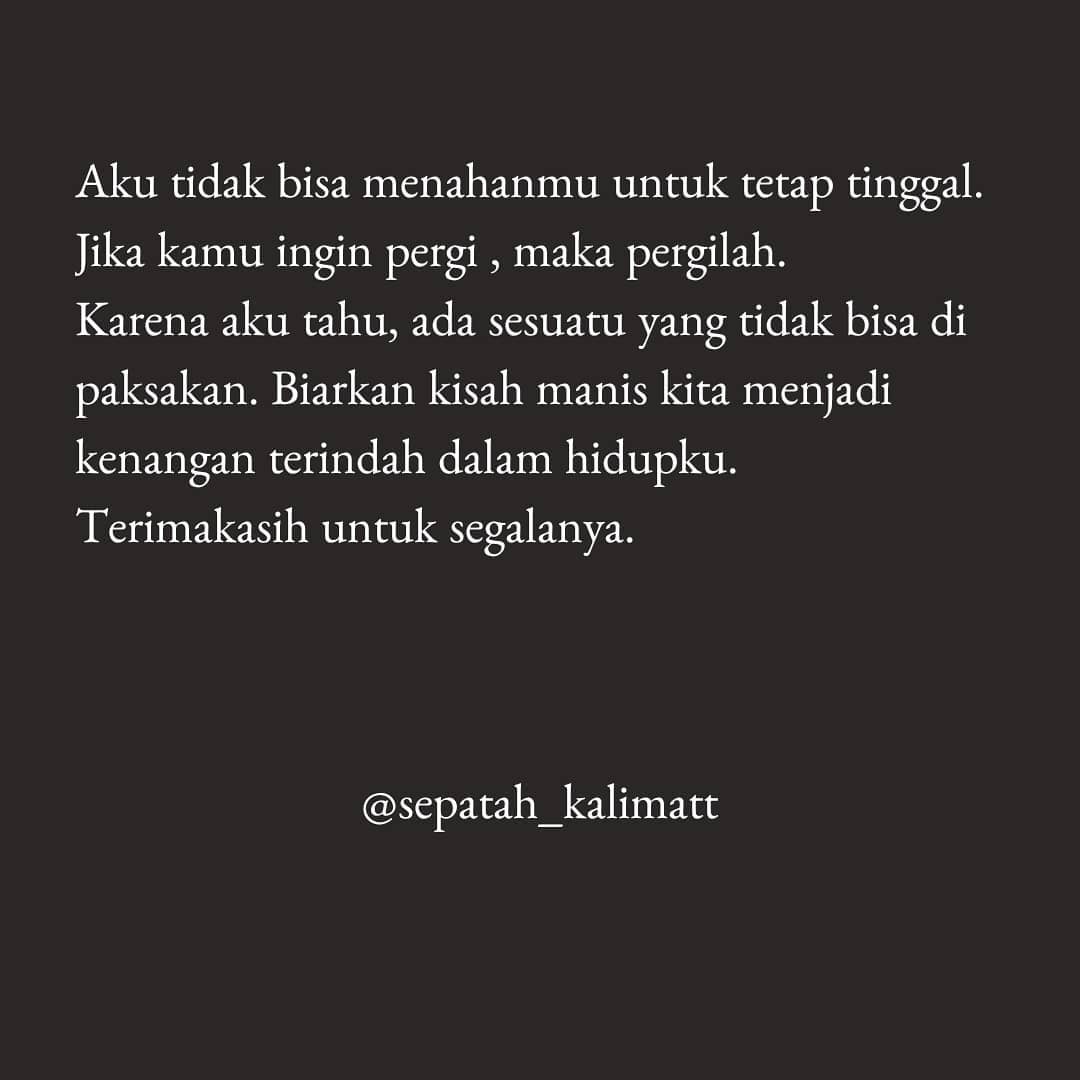 Aku tidak bisa menahanmu untuk tetap tinggal.
Jika kamu ingin pergi , maka pergilah.
Karena aku tahu, ada sesuatu yang tidak bisa di
paksakan. Biarkan kisah manis kita menjadi
kenangan terindah dalam hidupku.
Terimakasih untuk segalanya.
@sepatah_kalimatt